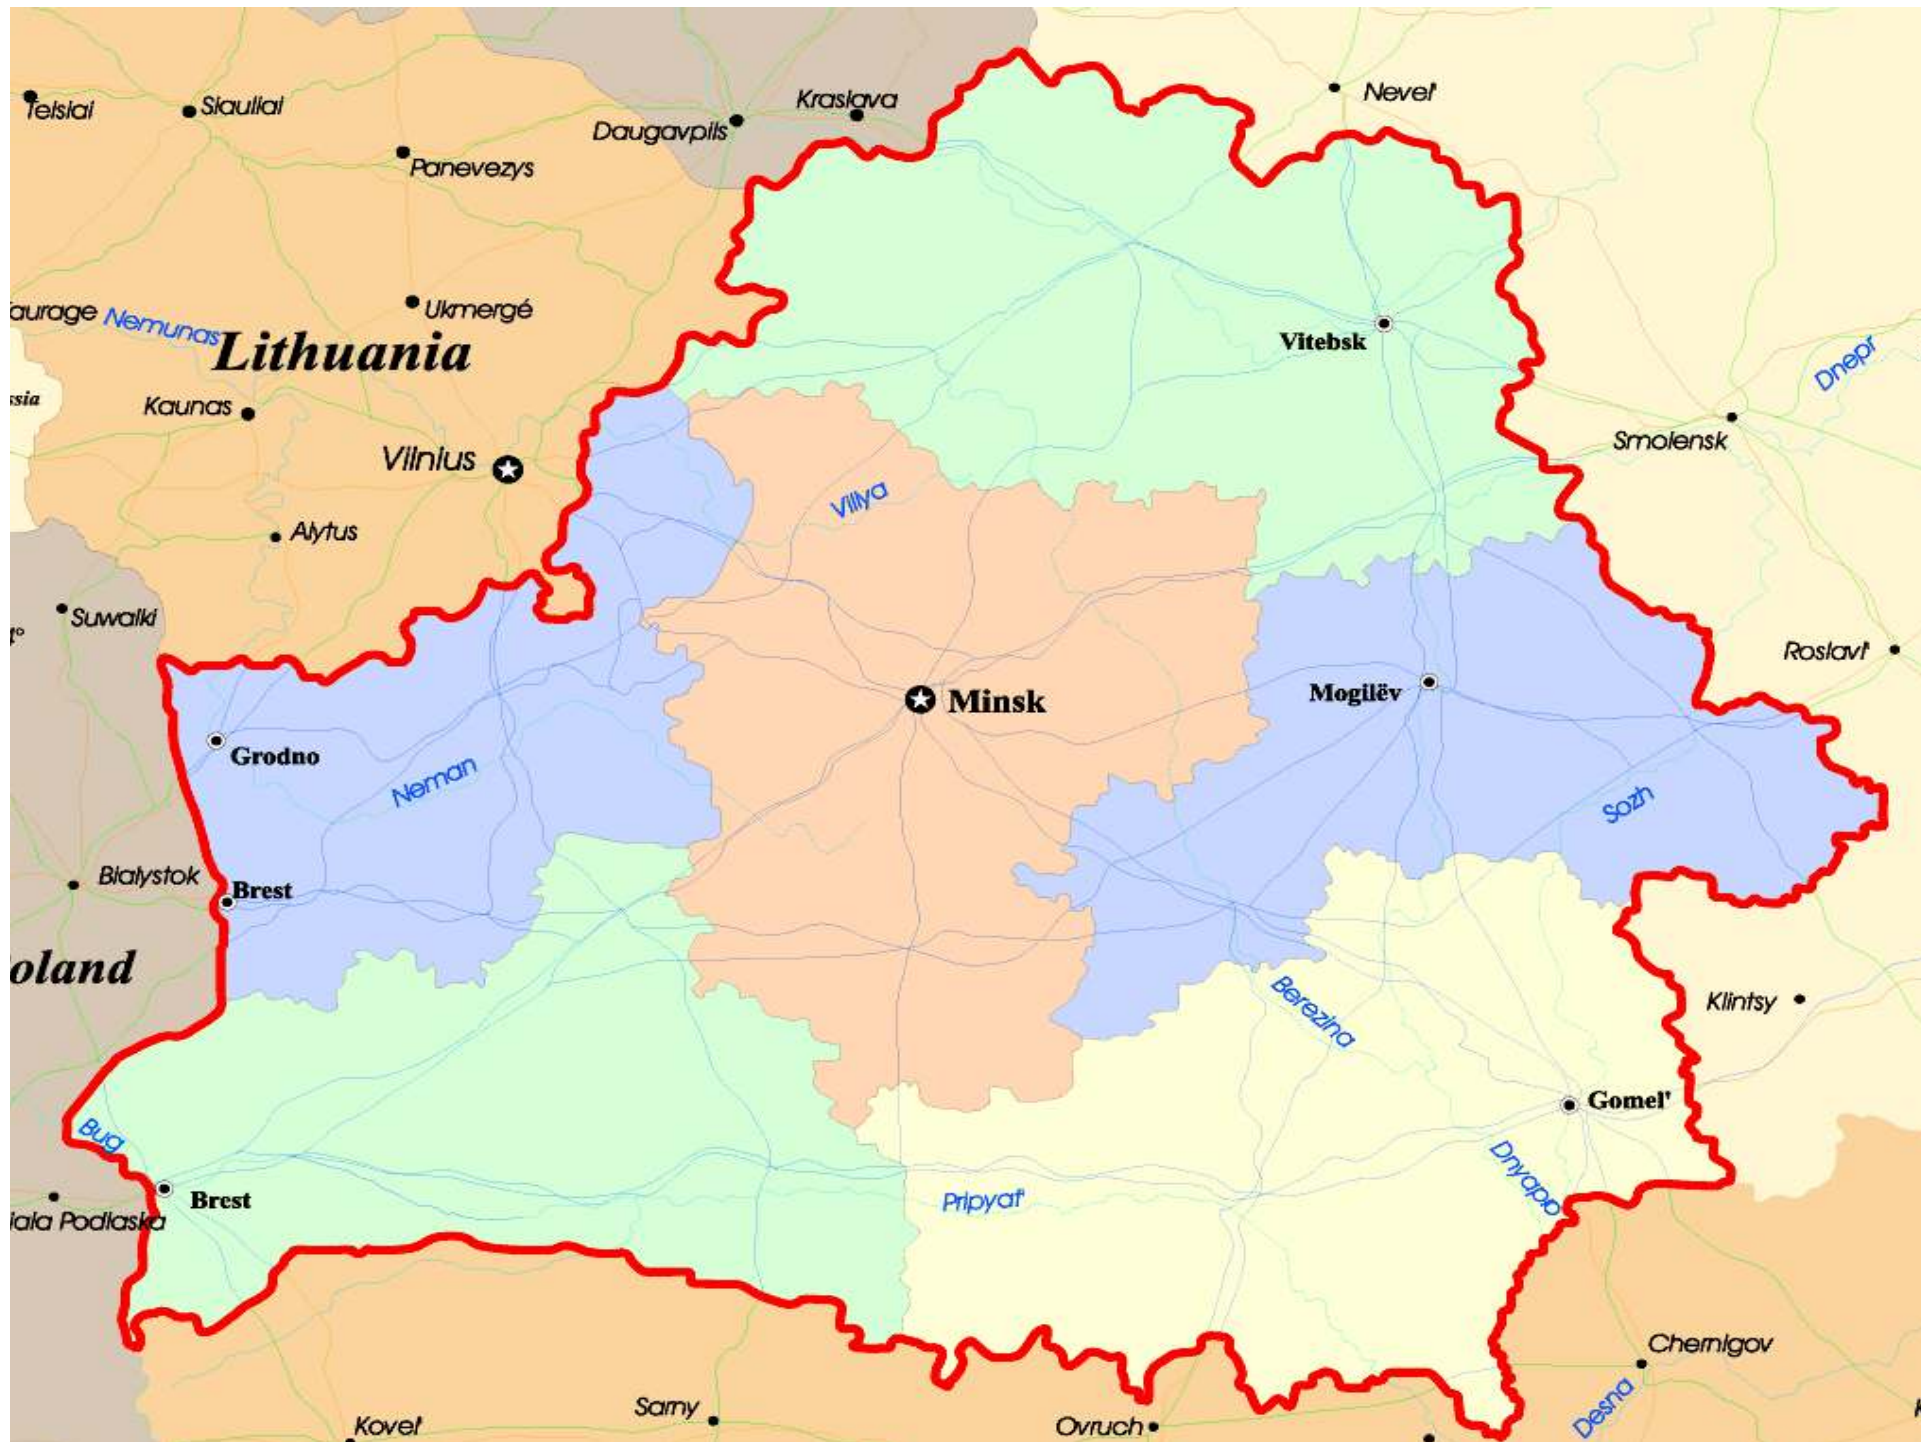 Nevel'
Kraslava
Telsiai
Siauliai
Daugavpils
Panevezys
aurage
Nemunas
Ukmergé
Lithuania
Vitebsk
Dnepr
ssia
Kaunas
Smolensk
Vilnius
Villya
Alytus
Suwalki
Roslavl'
Mogilëv
Minsk
Grodno
Neman
Sozh
Bialystok
Brest
oland
Klintsy
Berezina
Gomel'
Bug
Dnyapro
Brest
Pripyat'
iala Podlaska
Chernigov
Desna
Sarny
Kovel'
Ovruch